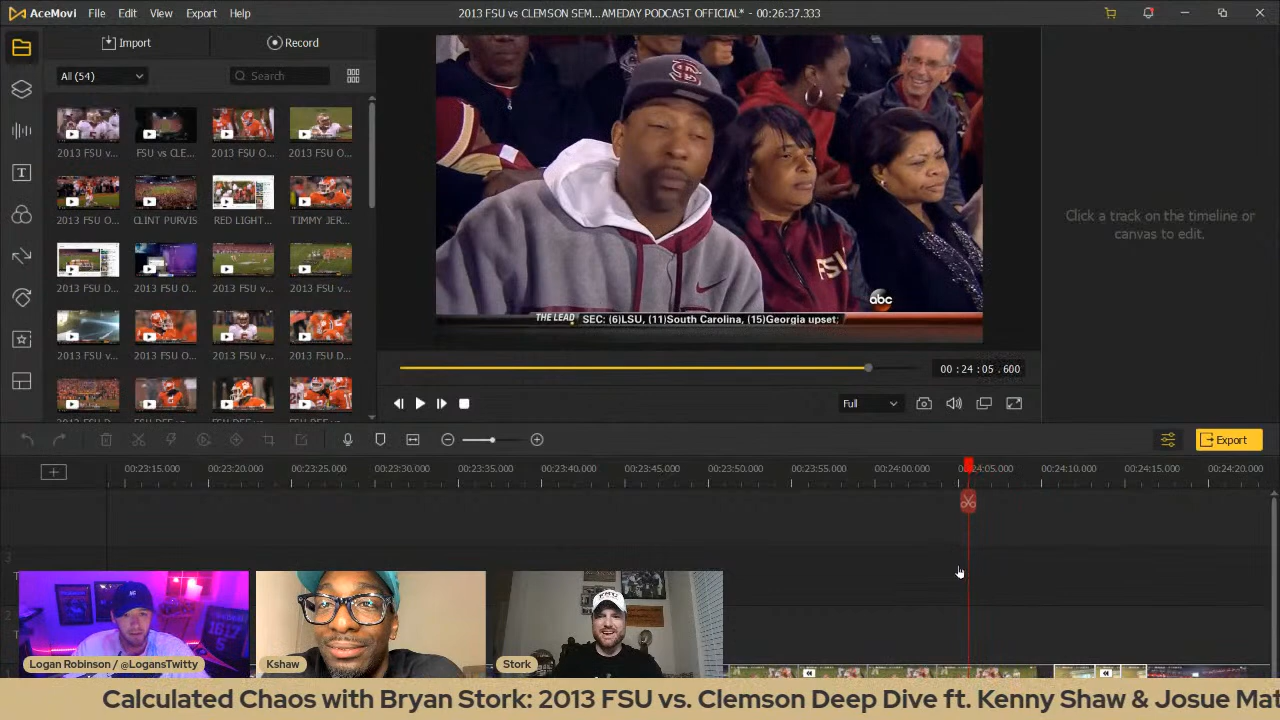 AceMovi File Edit View Export Help 2013 FSU vs CLEMSON SEM...AMEDAY PODCAST OFFICIAL* - 00:26:37.333
Import Record
All (54) Search
2013 FSU v... FSU vs CLE... 2013 FSU O... 2013 FSU O...
2013 FSU O... CLINT PURVIS RED LIGHT... TIMMY JER...
2013 FSU D... 2013 FSU O... 2013 FSU v... 2013 FSU v...
2013 FSU v... 2013 FSU O... 2013 FSU v... 2013 FSU D...
FSU
abc
THE LEAD SEC: (6)LSU, (11)South Carolina, (15)Georgia upset;
Click a track on the timeline or
canvas to edit.
00 : 24 : 05 . 600
Full
Export
00:23:15.000 00:23:20.000 00:23:25.000 00:23:30.000 00:23:35.000 00:23:40.000 00:23:45.000 00:23:50.000 00:23:55.000 00:24:00.000 00:24:05.000 00:24:10.000 00:24:15.000 00:24:20.000
3
2
Logan Robinson / @LogansTwitty Kshaw Stork
Calculated Chaos with Bryan Stork: 2013 FSU vs. Clemson Deep Dive ft. Kenny Shaw & Josue Mat